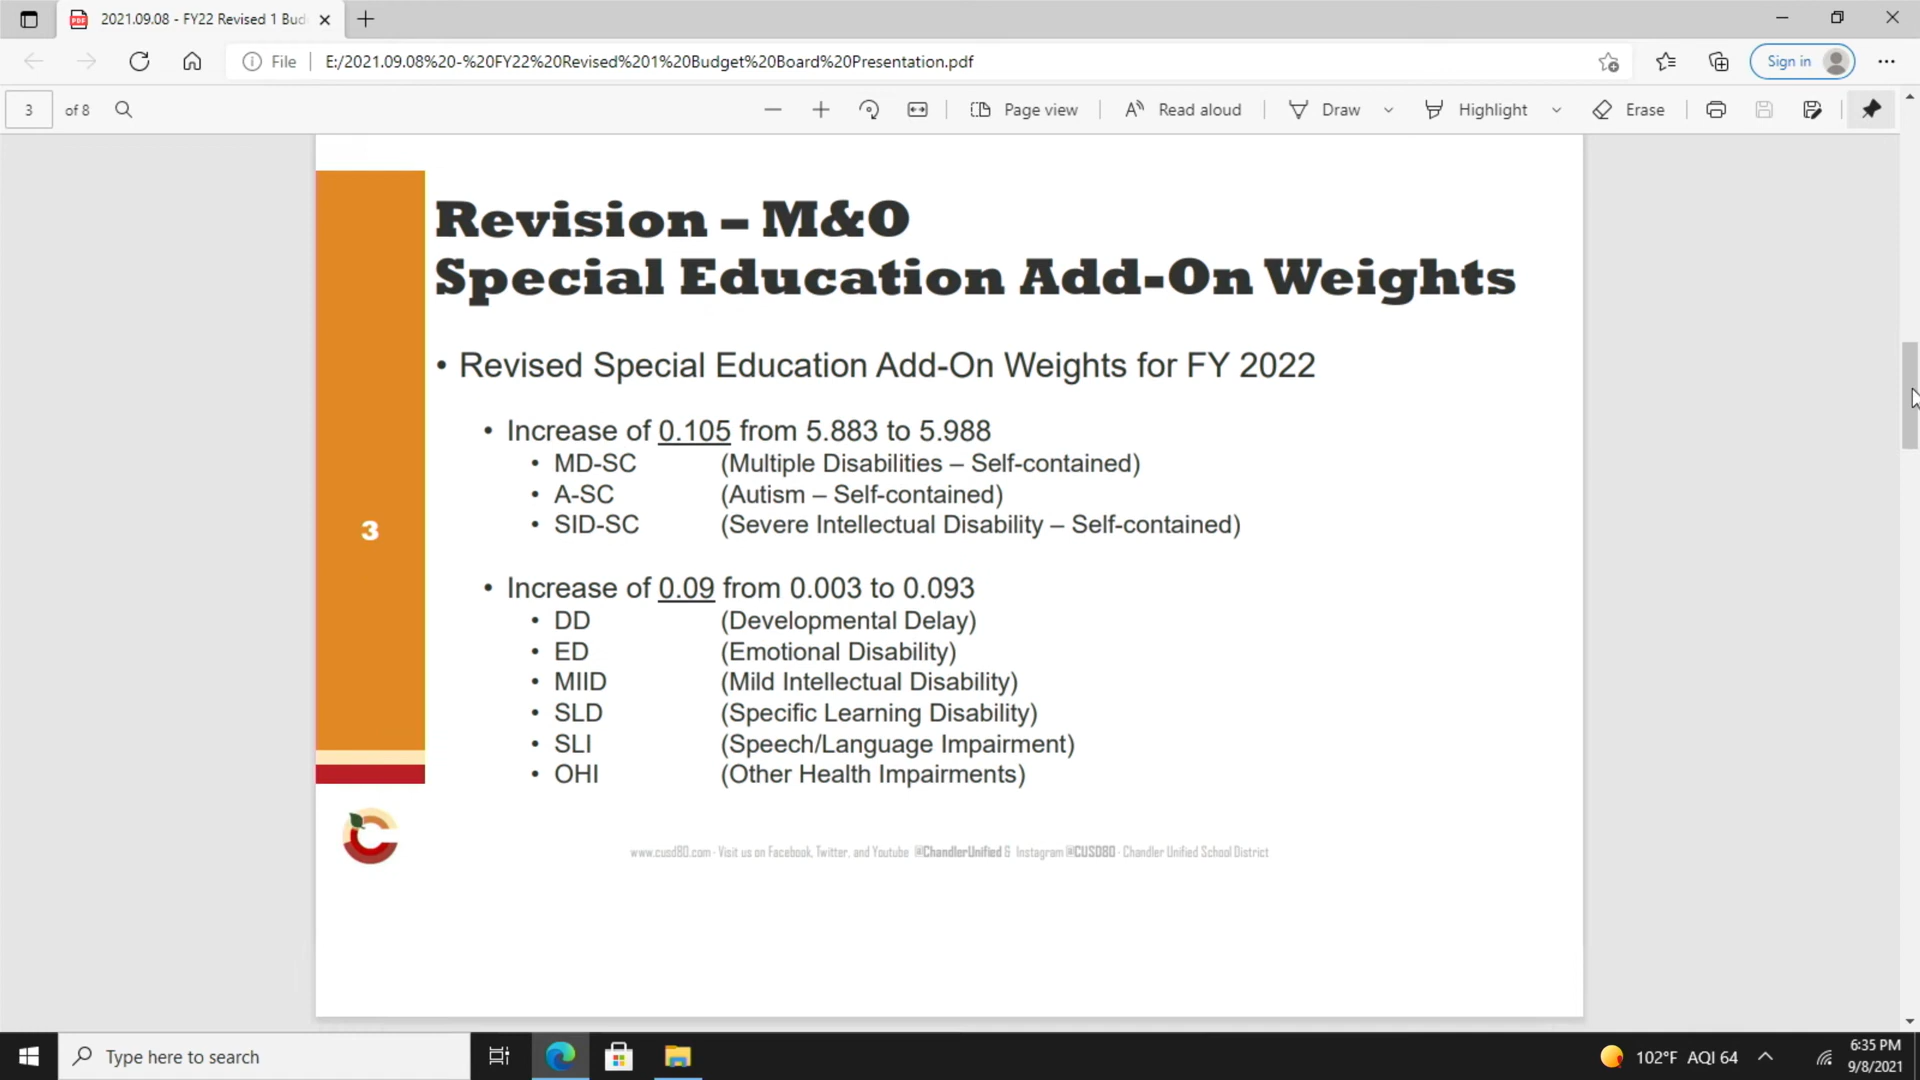 2021.09.08 - FY22 Revised 1 Bud
File
E:/2021.09.08%20-%20FY22%20Revised%201%20Budget%20Board%20Presentation.pdf
Sign in
3 of 8
Page view
Read aloud
Draw
Highlight
Erase
Revision – M&O
Special Education Add-On Weights
• Revised Special Education Add-On Weights for FY 2022
• Increase of 0.105 from 5.883 to 5.988
• MD-SC (Multiple Disabilities – Self-contained)
• A-SC (Autism – Self-contained)
• SID-SC (Severe Intellectual Disability – Self-contained)
3
• Increase of 0.09 from 0.003 to 0.093
• DD (Developmental Delay)
• ED (Emotional Disability)
• MIID (Mild Intellectual Disability)
• SLD (Specific Learning Disability)
• SLI (Speech/Language Impairment)
• OHI (Other Health Impairments)
www.cusd80.com · Visit us on Facebook, Twitter, and Youtube @ChandlerUnified & Instagram @CUSD80 · Chandler Unified School District
Type here to search
102°F AQI 64
6:35 PM
9/8/2021